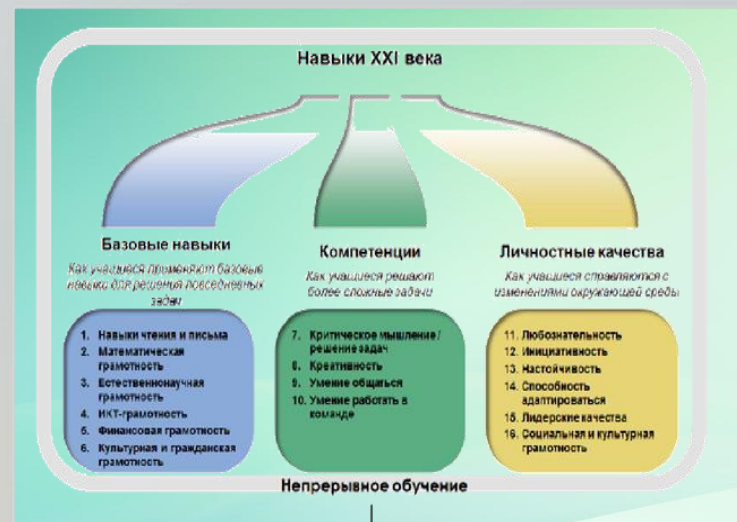 Навыки XXI века
Базовые навыки
Как учащиеся применяют базовые
навыки для решения повседневных
задач
1. Навыки чтения и письма
2. Математическая
грамотность
3. Естественнонаучная
грамотность
4. ИКТ-грамотность
5. Финансовая грамотность
6. Культурная и гражданская
грамотность
Компетенции
Как учащиеся решают
более сложные задачи
7. Критическое мышление /
решение задач
8. Креативность
9. Умение общаться
10. Умение работать в
команде
Личностные качества
Как учащиеся справляются с
изменениями окружающей среды
11. Любознательность
12. Инициативность
13. Настойчивость
14. Способность
адаптироваться
15. Лидерские качества
16. Социальная и культурная
грамотность
Непрерывное обучение